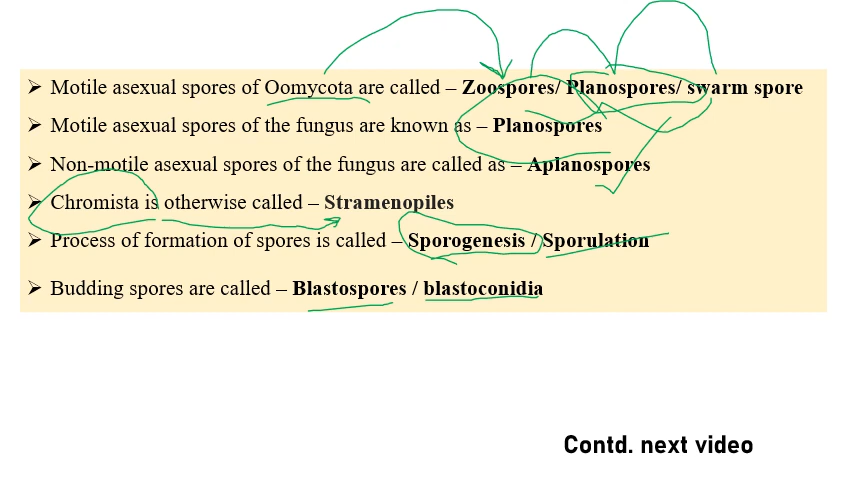 ➢ Motile asexual spores of Oomycota are called – Zoospores/ Planospores/ swarm spore
➢ Motile asexual spores of the fungus are known as – Planospores
➢ Non-motile asexual spores of the fungus are called as – Aplanospores
➢ Chromista is otherwise called – Stramenopiles
➢ Process of formation of spores is called – Sporogenesis / Sporulation
➢ Budding spores are called – Blastospores / blastoconidia
Contd. next video